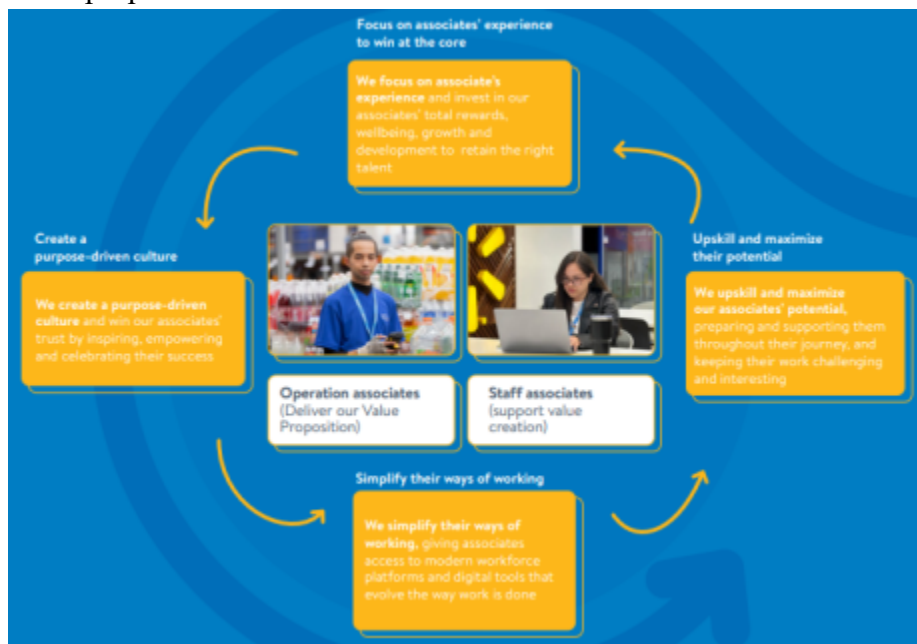 Focus on associates' experience
to win at the core
We focus on associate's
experience and invest in our
associates' total rewards,
wellbeing, growth and
development to retain the right
talent
Create a
purpose-driven culture
We create a purpose-driven
culture and win our associates'
trust by inspiring, empowering
and celebrating their success
Upskill and maximize
their potential
We upskill and maximize
our associates' potential,
preparing and supporting them
throughout their journey, and
keeping their work challenging
and interesting
Operation associates
(Deliver our Value
Proposition)
Staff associates
(support value
creation)
Simplify their ways of working
We simplify their ways of
working, giving associates
access to modern workforce
platforms and digital tools that
evolve the way work is done